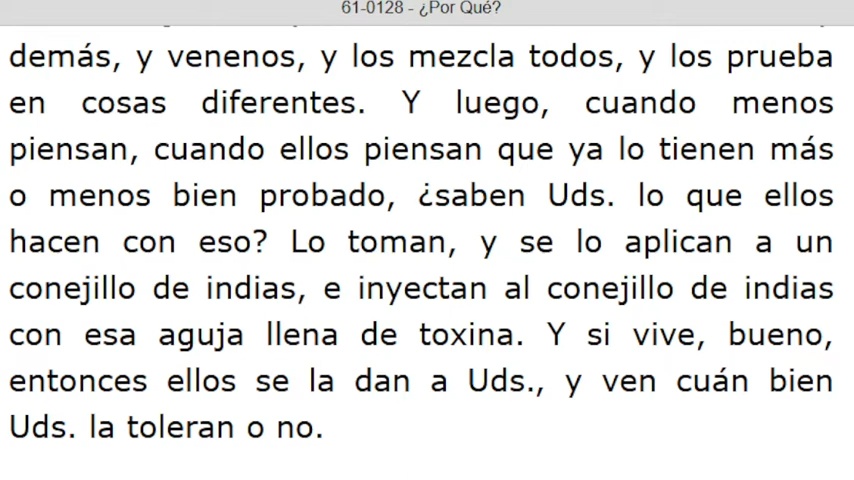 61-0128 - ¿Por Qué?
demás, y venenos, y los mezcla todos, y los prueba
en cosas diferentes. Y luego, cuando menos
piensan, cuando ellos piensan que ya lo tienen más
o menos bien probado, ¿saben Uds. lo que ellos
hacen con eso? Lo toman, y se lo aplican a un
conejillo de indias, e inyectan al conejillo de indias
con esa aguja llena de toxina. Y si vive, bueno,
entonces ellos se la dan a Uds., y ven cuán bien
Uds. la toleran o no.